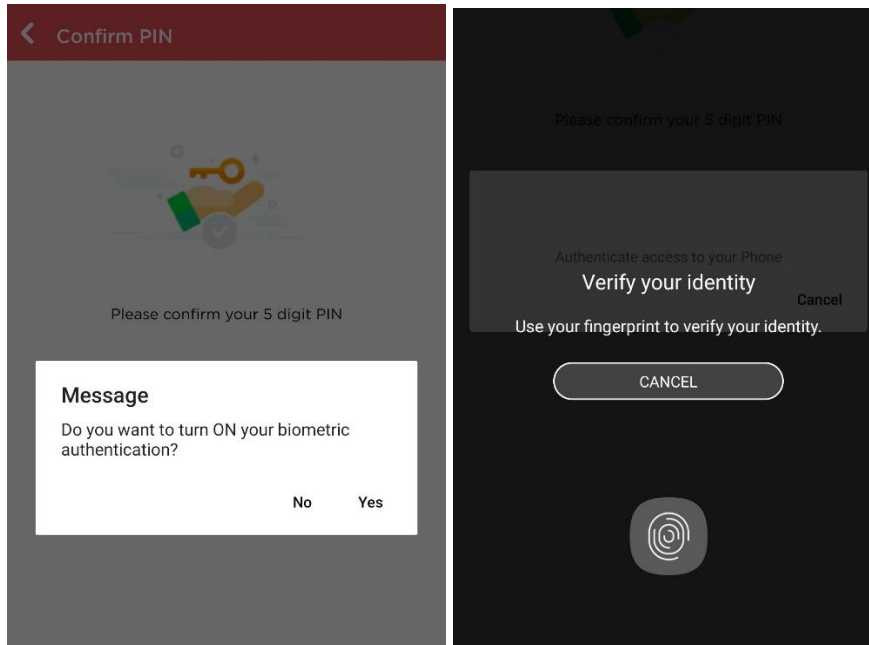 Confirm PIN
Please confirm your 5 digit PIN
Message
Do you want to turn ON your biometric
authentication?
No Yes
Please confirm your 5 digit PIN
Authenticate access to your Phone
Verify your identity
Cancel
Use your fingerprint to verify your identity.
CANCEL